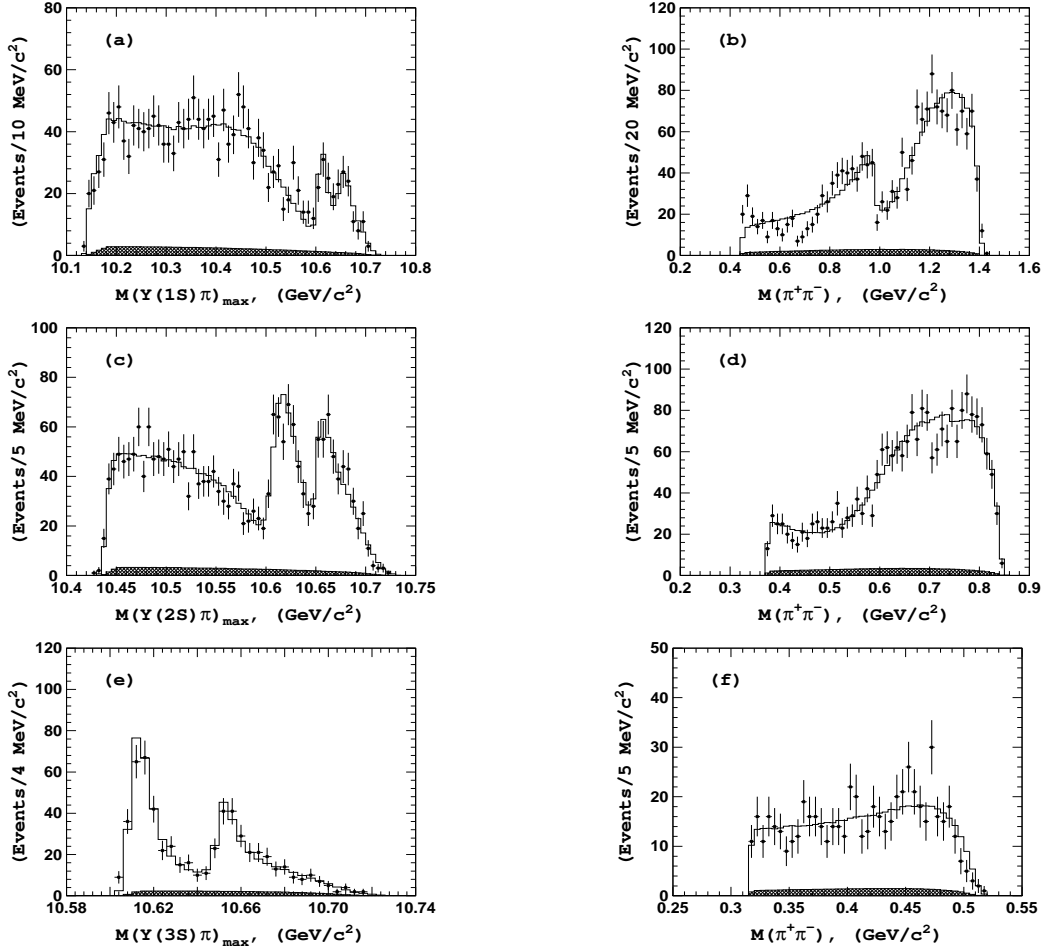 (a)
(Events/10 MeV/c²)
80
60
40
20
0
10.1 10.2 10.3 10.4 10.5 10.6 10.7 10.8
M(Y(1S)π)max, (GeV/c²)
(b)
(Events/20 MeV/c²)
120
100
80
60
40
20
0
0.2 0.4 0.6 0.8 1.0 1.2 1.4 1.6
M(π⁺π⁻), (GeV/c²)
(c)
(Events/5 MeV/c²)
100
80
60
40
20
0
10.4 10.45 10.5 10.55 10.6 10.65 10.7 10.75
M(Y(2S)π)max, (GeV/c²)
(d)
(Events/5 MeV/c²)
120
100
80
60
40
20
0
0.2 0.3 0.4 0.5 0.6 0.7 0.8 0.9
M(π⁺π⁻), (GeV/c²)
(e)
(Events/4 MeV/c²)
120
100
80
60
40
20
0
10.58 10.62 10.66 10.70 10.74
M(Y(3S)π)max, (GeV/c²)
(f)
(Events/5 MeV/c²)
50
40
30
20
10
0
0.25 0.3 0.35 0.4 0.45 0.5 0.55
M(π⁺π⁻), (GeV/c²)